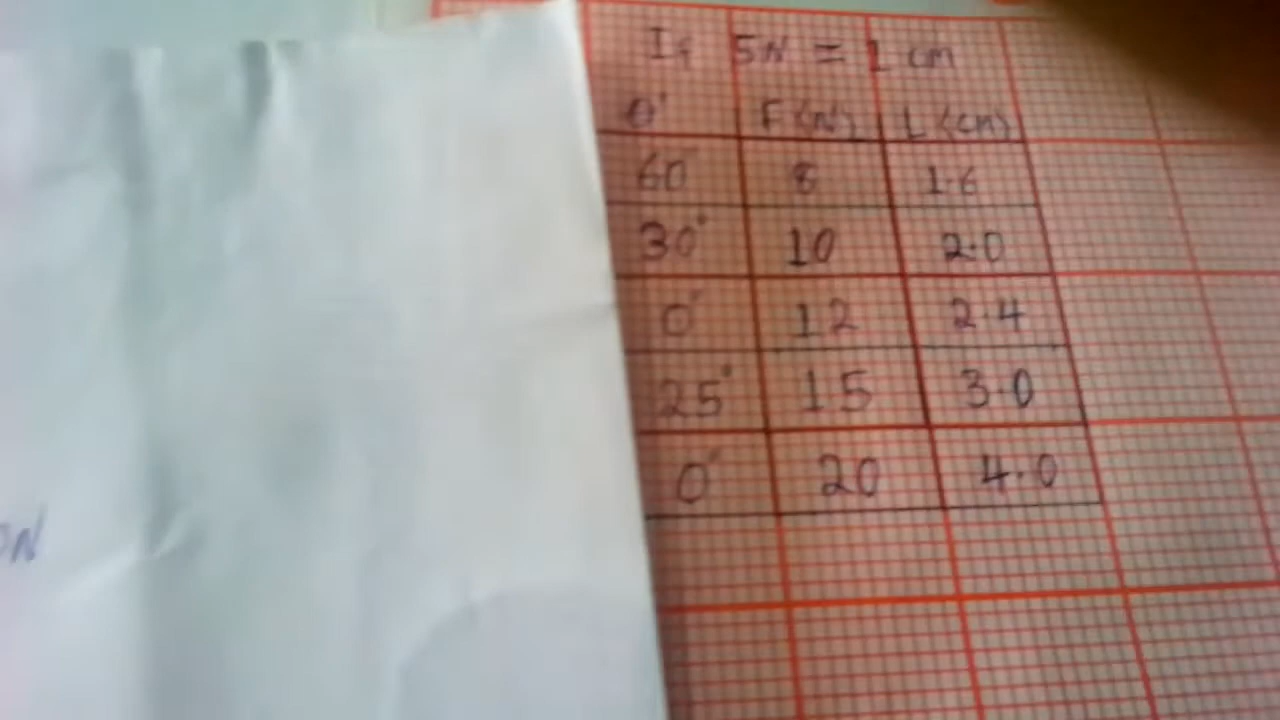 If 5N = 1 cm
θ° F(N) L(cm)
60° 8 1.6
30° 10 2.0
0° 12 2.4
25° 15 3.0
0° 20 4.0